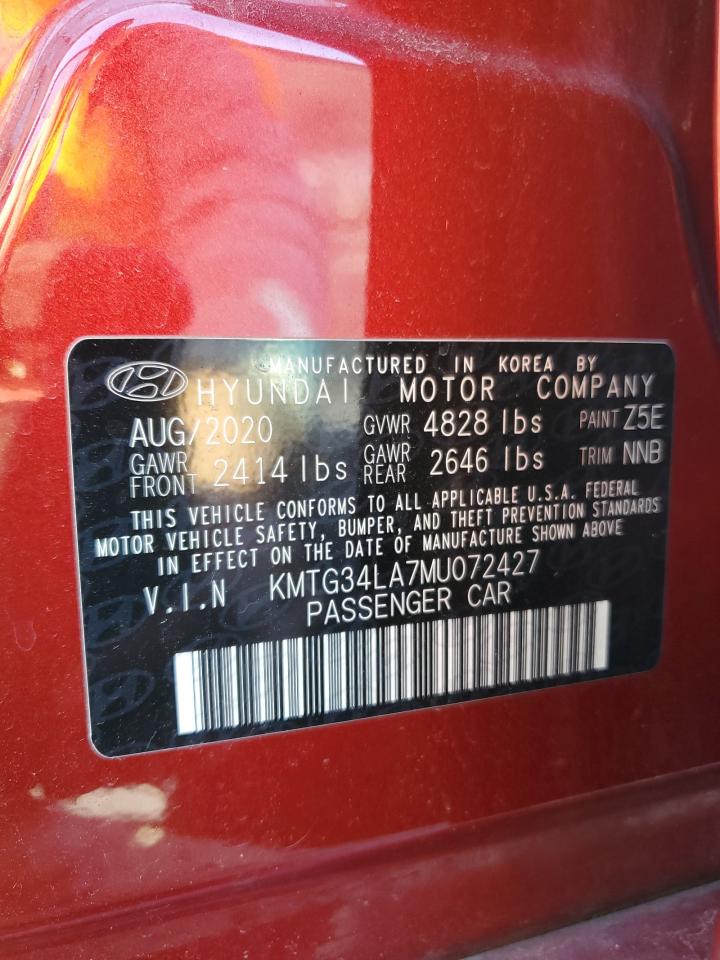 MANUFACTURED IN KOREA BY
HYUNDAI MOTOR COMPANY
AUG/2020 GVWR 4828 lbs PAINT Z5E
GAWR FRONT 2414 lbs GAWR REAR 2646 lbs TRIM NNB
THIS VEHICLE CONFORMS TO ALL APPLICABLE U.S.A. FEDERAL
MOTOR VEHICLE SAFETY, BUMPER, AND THEFT PREVENTION STANDARDS
IN EFFECT ON THE DATE OF MANUFACTURE SHOWN ABOVE
V.I.N KMTG34LA7MU072427
PASSENGER CAR